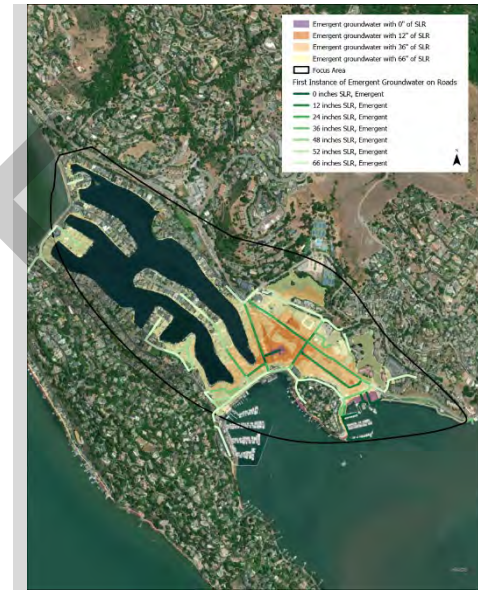 Emergent groundwater with 0" of SLR
Emergent groundwater with 12" of SLR
Emergent groundwater with 36" of SLR
Emergent groundwater with 66" of SLR
Focus Area
First Instance of Emergent Groundwater on Roads
0 inches SLR, Emergent
12 inches SLR, Emergent
24 inches SLR, Emergent
36 inches SLR, Emergent
48 inches SLR, Emergent
52 inches SLR, Emergent
66 inches SLR, Emergent